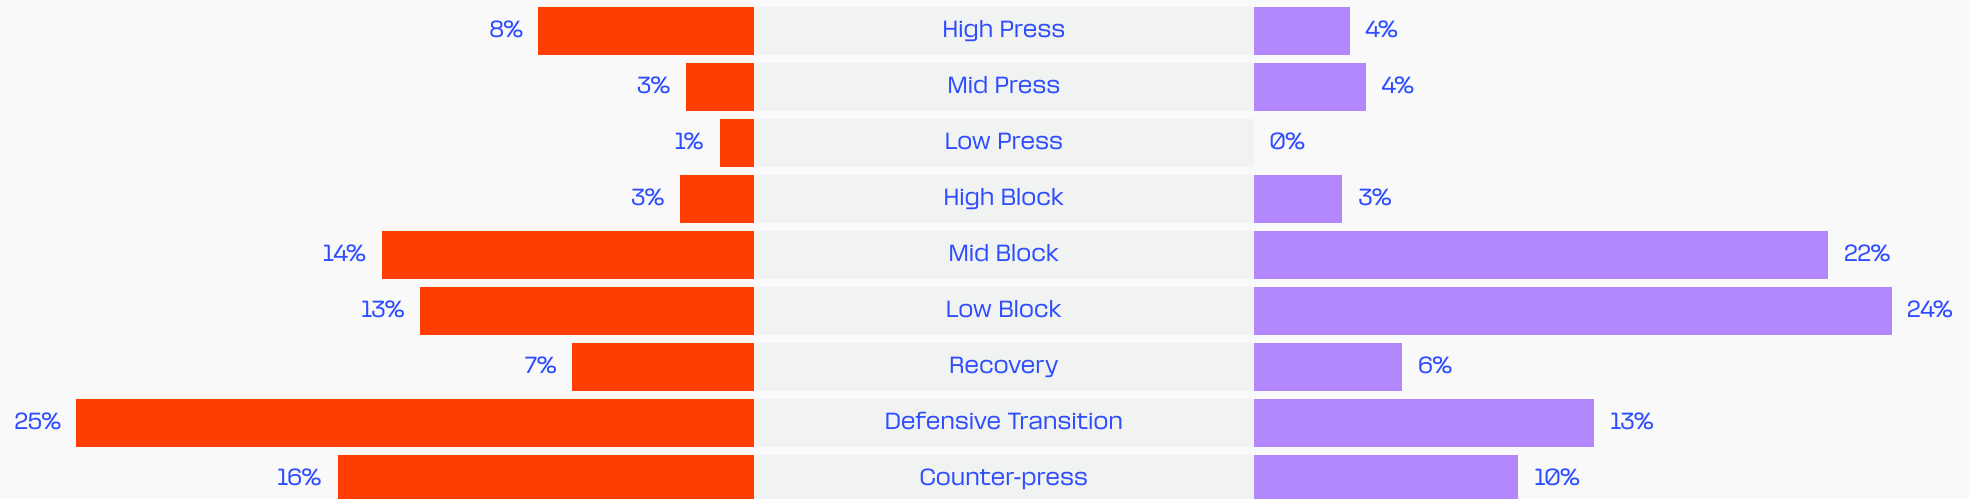 8% High Press 4%
3% Mid Press 4%
1% Low Press 0%
3% High Block 3%
14% Mid Block 22%
13% Low Block 24%
7% Recovery 6%
25% Defensive Transition 13%
16% Counter-press 10%